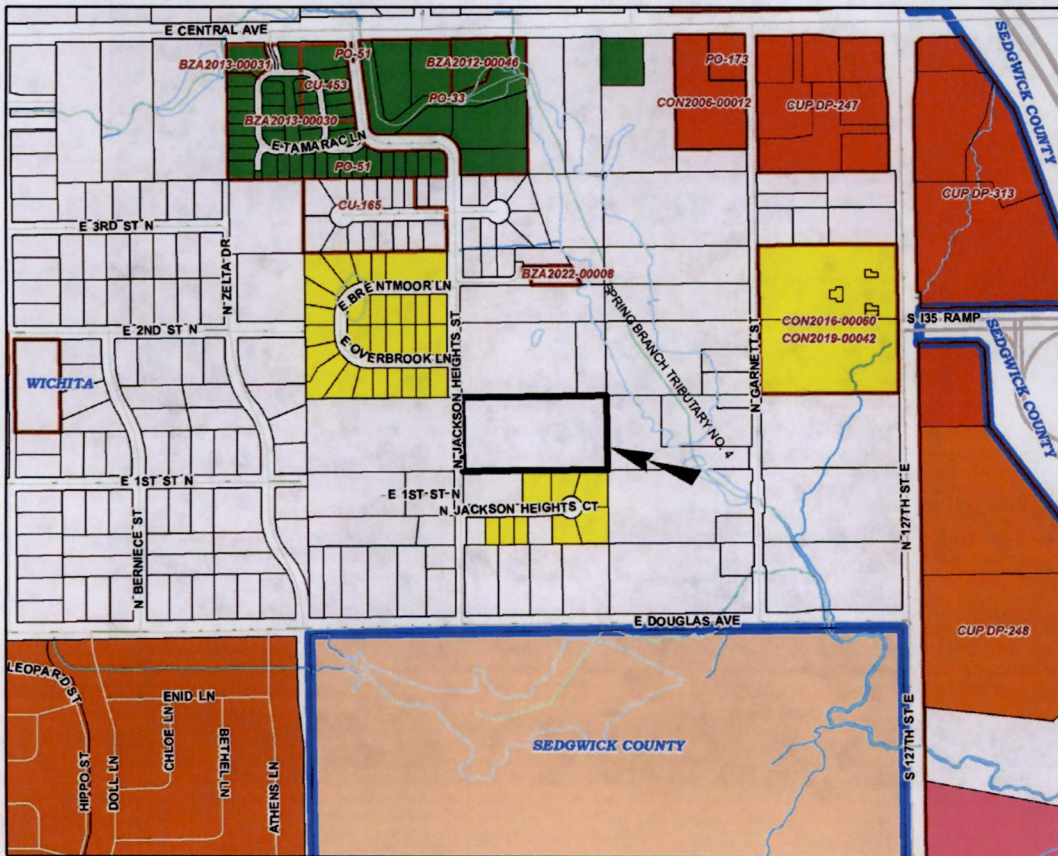 E CENTRAL AVE
SEDGWICK COUNTY
BZA2013-00031
PO-51
BZA2012-00046
PO-173
CU-453
PO-33
CON2006-00012
CUP DP-247
BZA2013-00030
E TAMARAC LN
PO-51
CUP DP-313
CU-165
E 3RD ST N
N ZELTA DR
BZA2022-00008
E BRENTMOOR LN
SPRING BRANCH TRIBUTARY NO. 4
CON2016-00060
CON2019-00042
S I35 RAMP
SEDGWICK COUNTY
E 2ND ST N
E OVERBROOK LN
N JACKSON HEIGHTS ST
N GARNETT ST
WICHITA
E 1ST ST N
E 1ST ST N
N JACKSON HEIGHTS CT
N BERNIECE ST
N 127TH ST E
E DOUGLAS AVE
CUP DP-248
LEOPARD ST
ENID LN
CHLOE LN
BETHEL LN
HIPPO ST
DOLL LN
ATHENS LN
SEDGWICK COUNTY
S 127TH ST E